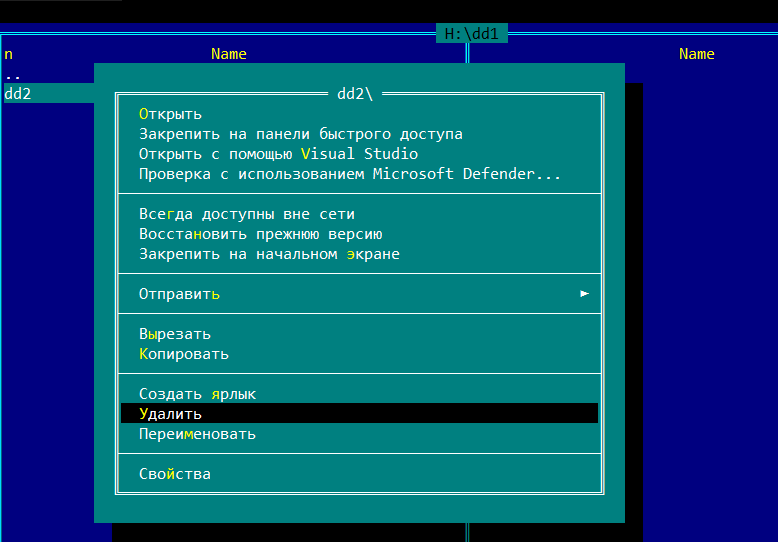 H:\dd1
n Name Name
..
dd2
dd2\
Открыть
Закрепить на панели быстрого доступа
Открыть с помощью Visual Studio
Проверка с использованием Microsoft Defender...
Всегда доступны вне сети
Восстановить прежнюю версию
Закрепить на начальном экране
Отправить ►
Вырезать
Копировать
Создать ярлык
Удалить
Переименовать
Свойства